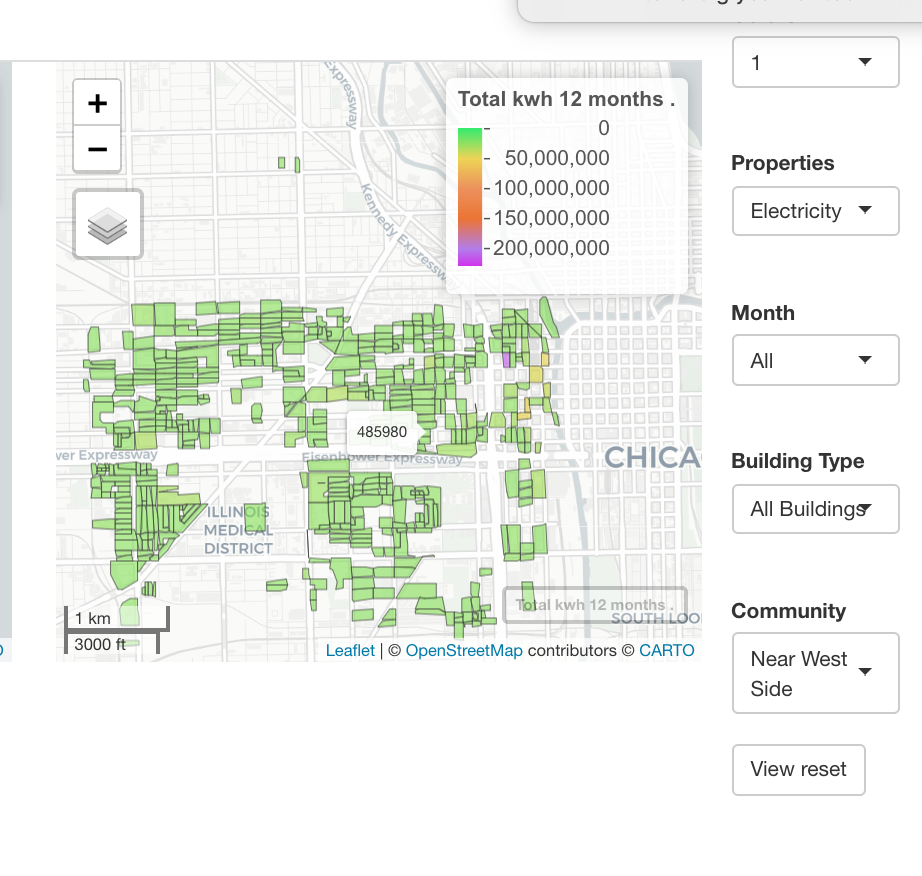 1
Properties
Electricity
Month
All
Building Type
All Buildings
Community
Near West
Side
View reset
+
−
Total kwh 12 months .
0
50,000,000
100,000,000
150,000,000
200,000,000
Expressway
Kennedy Expressway
485980
ver Expressway
Eisenhower Expressway
CHICA
ILLINOIS
MEDICAL
DISTRICT
Total kwh 12 months .
SOUTH LOO
1 km
3000 ft
Leaflet | © OpenStreetMap contributors © CARTO